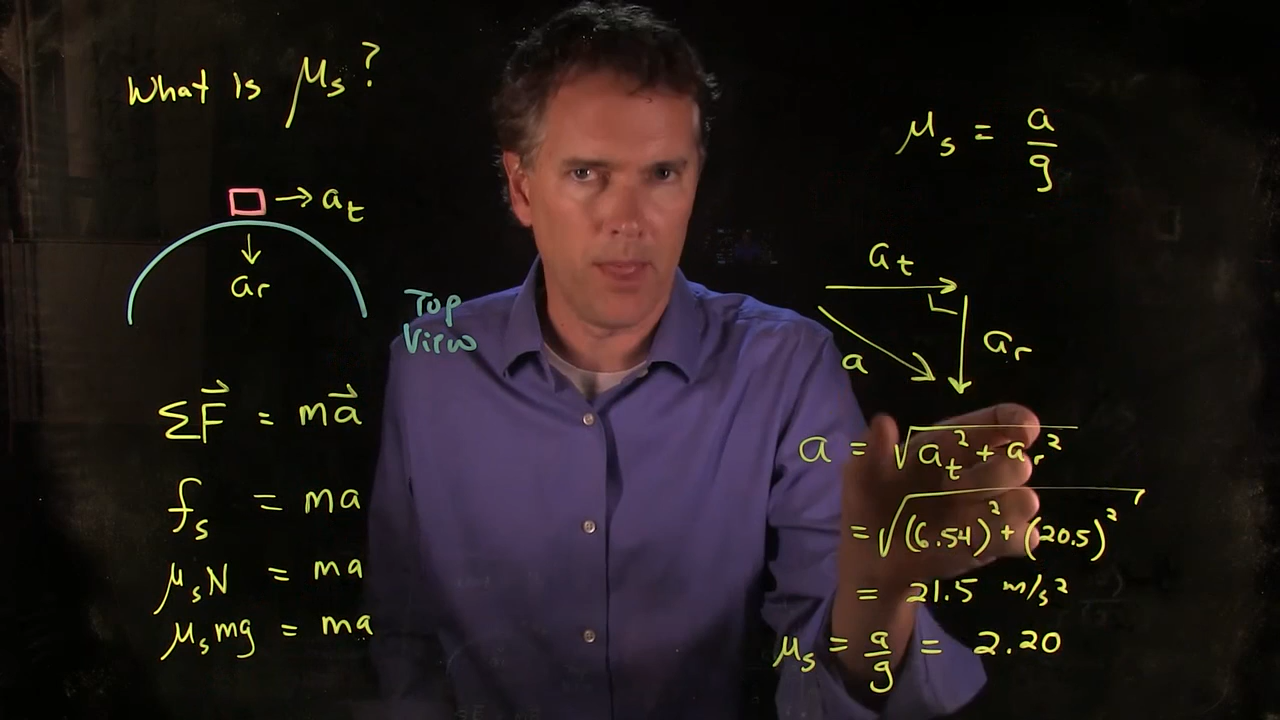 What is μs?
→ at
↓
ar
Top
View
ΣF⃗ = ma⃗
fs = ma
μsN = ma
μsmg = ma
μs = a/g
at
ar
a
a = √(at² + ar²)
= √((6.54)² + (20.5)²)
= 21.5 m/s²
μs = a/g = 2.20